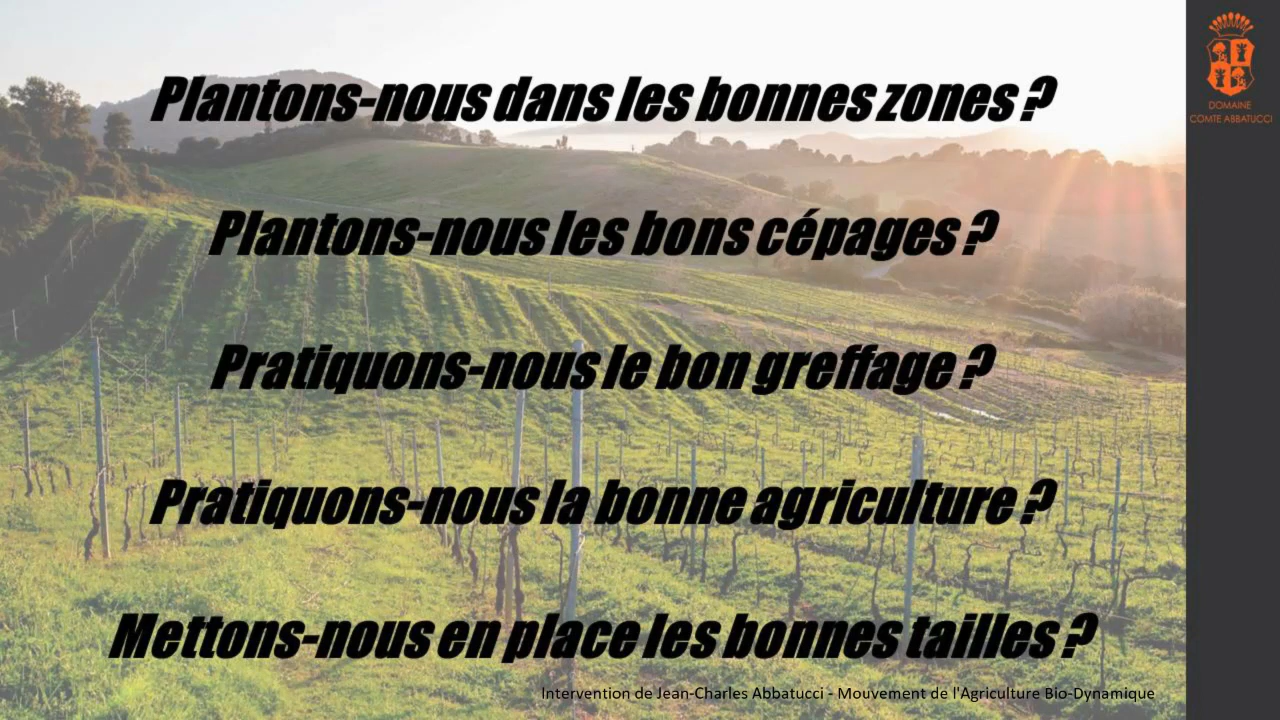 Plantons-nous dans les bonnes zones ?
DOMAINE
COMTE ABBATUCCI
Plantons-nous les bons cépages ?
Pratiquons-nous le bon greffage ?
Pratiquons-nous la bonne agriculture ?
Mettons-nous en place les bonnes tailles ?
Intervention de Jean-Charles Abbatucci - Mouvement de l'Agriculture Bio-Dynamique